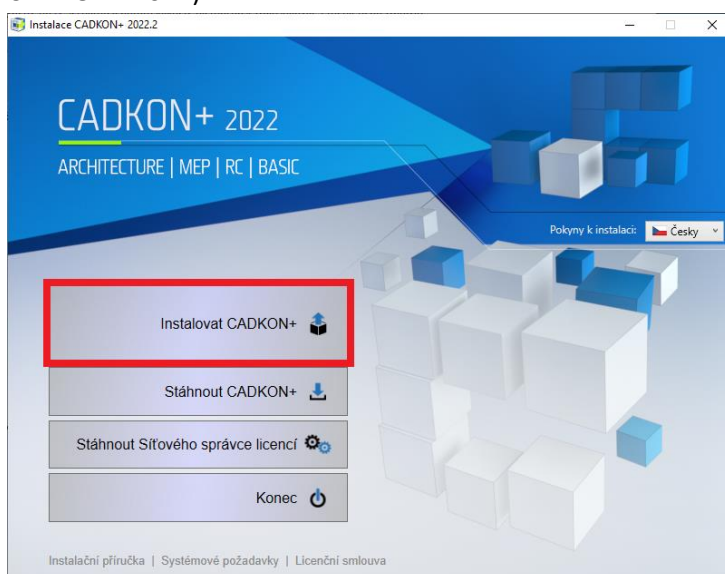 Instalace CADKON+ 2022.2
CADKON+ 2022
ARCHITECTURE | MEP | RC | BASIC
Pokyny k instalaci: Česky
Instalovat CADKON+
Stáhnout CADKON+
Stáhnout Síťového správce licencí
Konec
Instalační příručka | Systémové požadavky | Licenční smlouva